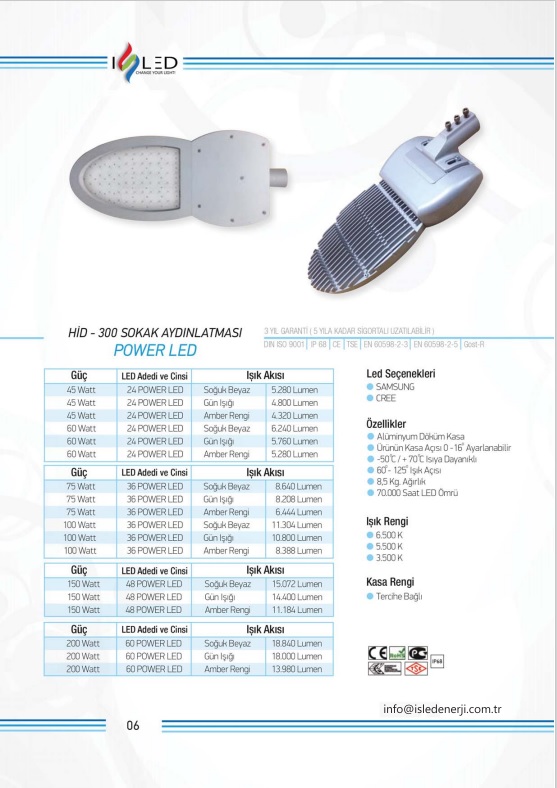 ISLED
CHANGE YOUR LIGHT!
HİD - 300 SOKAK AYDINLATMASI
POWER LED
3 YIL GARANTİ ( 5 YILA KADAR SİGORTALI UZATILABILIR )
DIN ISO 9001 | IP 68 | CE | TSE | EN 60598-2-3 | EN 60598-2-5 | Gost-R
Güç LED Adedi ve Cinsi Işık Akısı
45 Watt 24 POWER LED Soğuk Beyaz 5.280 Lumen
45 Watt 24 POWER LED Gün Işığı 4.800 Lumen
45 Watt 24 POWER LED Amber Rengi 4.320 Lumen
60 Watt 24 POWER LED Soğuk Beyaz 6.240 Lumen
60 Watt 24 POWER LED Gün Işığı 5.760 Lumen
60 Watt 24 POWER LED Amber Rengi 5.280 Lumen
Güç LED Adedi ve Cinsi Işık Akısı
75 Watt 36 POWER LED Soğuk Beyaz 8.640 Lumen
75 Watt 36 POWER LED Gün Işığı 8.208 Lumen
75 Watt 36 POWER LED Amber Rengi 6.444 Lumen
100 Watt 36 POWER LED Soğuk Beyaz 11.304 Lumen
100 Watt 36 POWER LED Gün Işığı 10.800 Lumen
100 Watt 36 POWER LED Amber Rengi 8.388 Lumen
Güç LED Adedi ve Cinsi Işık Akısı
150 Watt 48 POWER LED Soğuk Beyaz 15.072 Lumen
150 Watt 48 POWER LED Gün Işığı 14.400 Lumen
150 Watt 48 POWER LED Amber Rengi 11.184 Lumen
Güç LED Adedi ve Cinsi Işık Akısı
200 Watt 60 POWER LED Soğuk Beyaz 18.840 Lumen
200 Watt 60 POWER LED Gün Işığı 18.000 Lumen
200 Watt 60 POWER LED Amber Rengi 13.980 Lumen
Led Seçenekleri
SAMSUNG
CREE
Özellikler
Alüminyum Döküm Kasa
Ürünün Kasa Açısı 0 -16° Ayarlanabilir
-50°C / + 70°C Isıya Dayanıklı
60°- 125° Işık Açısı
8,5 Kg. Ağırlık
70.000 Saat LED Ömrü
Işık Rengi
6.500 K
5.500 K
3.500 K
Kasa Rengi
Tercihe Bağlı
CE RoHS
TSE IP68
info@isledenerji.com.tr
06